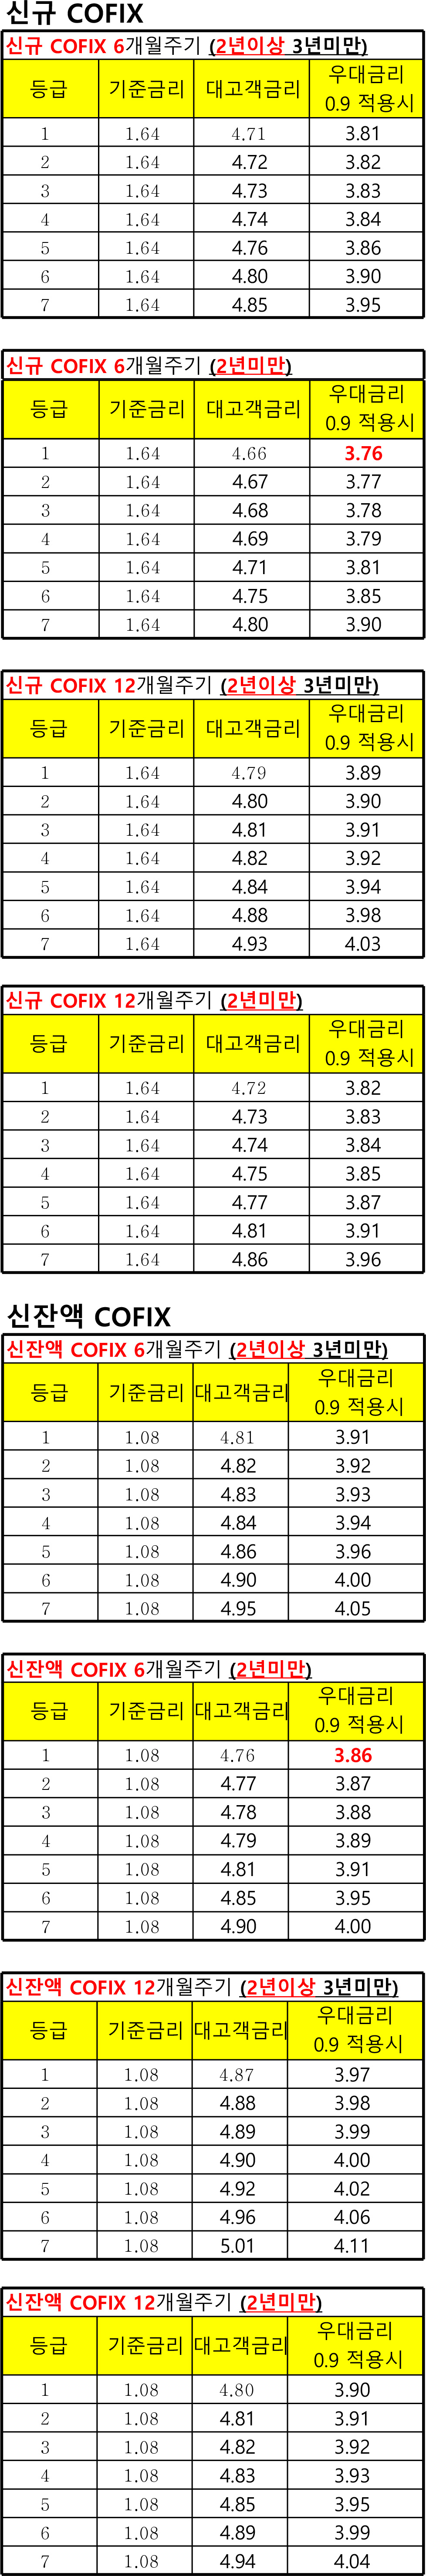 신규 COFIX
신규 COFIX 6개월주기 (2년이상 3년미만)
등급 기준금리 대고객금리 우대금리
0.9 적용시
1 1.64 4.71 3.81
2 1.64 4.72 3.82
3 1.64 4.73 3.83
4 1.64 4.74 3.84
5 1.64 4.76 3.86
6 1.64 4.80 3.90
7 1.64 4.85 3.95
신규 COFIX 6개월주기 (2년미만)
등급 기준금리 대고객금리 우대금리
0.9 적용시
1 1.64 4.66 3.76
2 1.64 4.67 3.77
3 1.64 4.68 3.78
4 1.64 4.69 3.79
5 1.64 4.71 3.81
6 1.64 4.75 3.85
7 1.64 4.80 3.90
신규 COFIX 12개월주기 (2년이상 3년미만)
등급 기준금리 대고객금리 우대금리
0.9 적용시
1 1.64 4.79 3.89
2 1.64 4.80 3.90
3 1.64 4.81 3.91
4 1.64 4.82 3.92
5 1.64 4.84 3.94
6 1.64 4.88 3.98
7 1.64 4.93 4.03
신규 COFIX 12개월주기 (2년미만)
등급 기준금리 대고객금리 우대금리
0.9 적용시
1 1.64 4.72 3.82
2 1.64 4.73 3.83
3 1.64 4.74 3.84
4 1.64 4.75 3.85
5 1.64 4.77 3.87
6 1.64 4.81 3.91
7 1.64 4.86 3.96
신잔액 COFIX
신잔액 COFIX 6개월주기 (2년이상 3년미만)
등급 기준금리 대고객금리 우대금리
0.9 적용시
1 1.08 4.81 3.91
2 1.08 4.82 3.92
3 1.08 4.83 3.93
4 1.08 4.84 3.94
5 1.08 4.86 3.96
6 1.08 4.90 4.00
7 1.08 4.95 4.05
신잔액 COFIX 6개월주기 (2년미만)
등급 기준금리 대고객금리 우대금리
0.9 적용시
1 1.08 4.76 3.86
2 1.08 4.77 3.87
3 1.08 4.78 3.88
4 1.08 4.79 3.89
5 1.08 4.81 3.91
6 1.08 4.85 3.95
7 1.08 4.90 4.00
신잔액 COFIX 12개월주기 (2년이상 3년미만)
등급 기준금리 대고객금리 우대금리
0.9 적용시
1 1.08 4.87 3.97
2 1.08 4.88 3.98
3 1.08 4.89 3.99
4 1.08 4.90 4.00
5 1.08 4.92 4.02
6 1.08 4.96 4.06
7 1.08 5.01 4.11
신잔액 COFIX 12개월주기 (2년미만)
등급 기준금리 대고객금리 우대금리
0.9 적용시
1 1.08 4.80 3.90
2 1.08 4.81 3.91
3 1.08 4.82 3.92
4 1.08 4.83 3.93
5 1.08 4.85 3.95
6 1.08 4.89 3.99
7 1.08 4.94 4.04